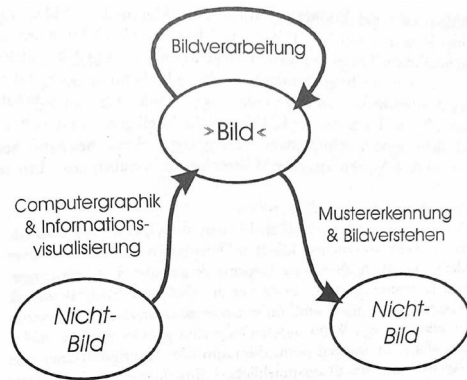 Bildverarbeitung
>Bild<
Computergraphik
& Informations-
visualisierung
Mustererkennung
& Bildverstehen
Nicht-
Bild
Nicht-
Bild